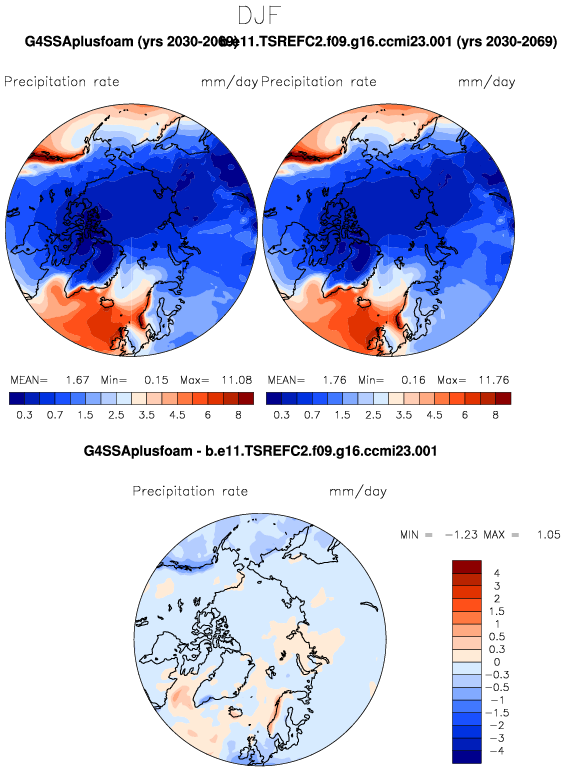 DJF
G4SSAplusfoam (yrs 2030-2069) b.e11.TSREFC2.f09.g16.ccmi23.001 (yrs 2030-2069)
Precipitation rate mm/day Precipitation rate mm/day
MEAN= 1.67 Min= 0.15 Max= 11.08 MEAN= 1.76 Min= 0.16 Max= 11.76
0.3 0.7 1.5 2.5 3.5 4.5 6 8 0.3 0.7 1.5 2.5 3.5 4.5 6 8
G4SSAplusfoam - b.e11.TSREFC2.f09.g16.ccmi23.001
Precipitation rate mm/day
MIN = -1.23 MAX = 1.05
4
3
2
1.5
1
0.5
0.3
0
-0.3
-0.5
-1
-1.5
-2
-3
-4